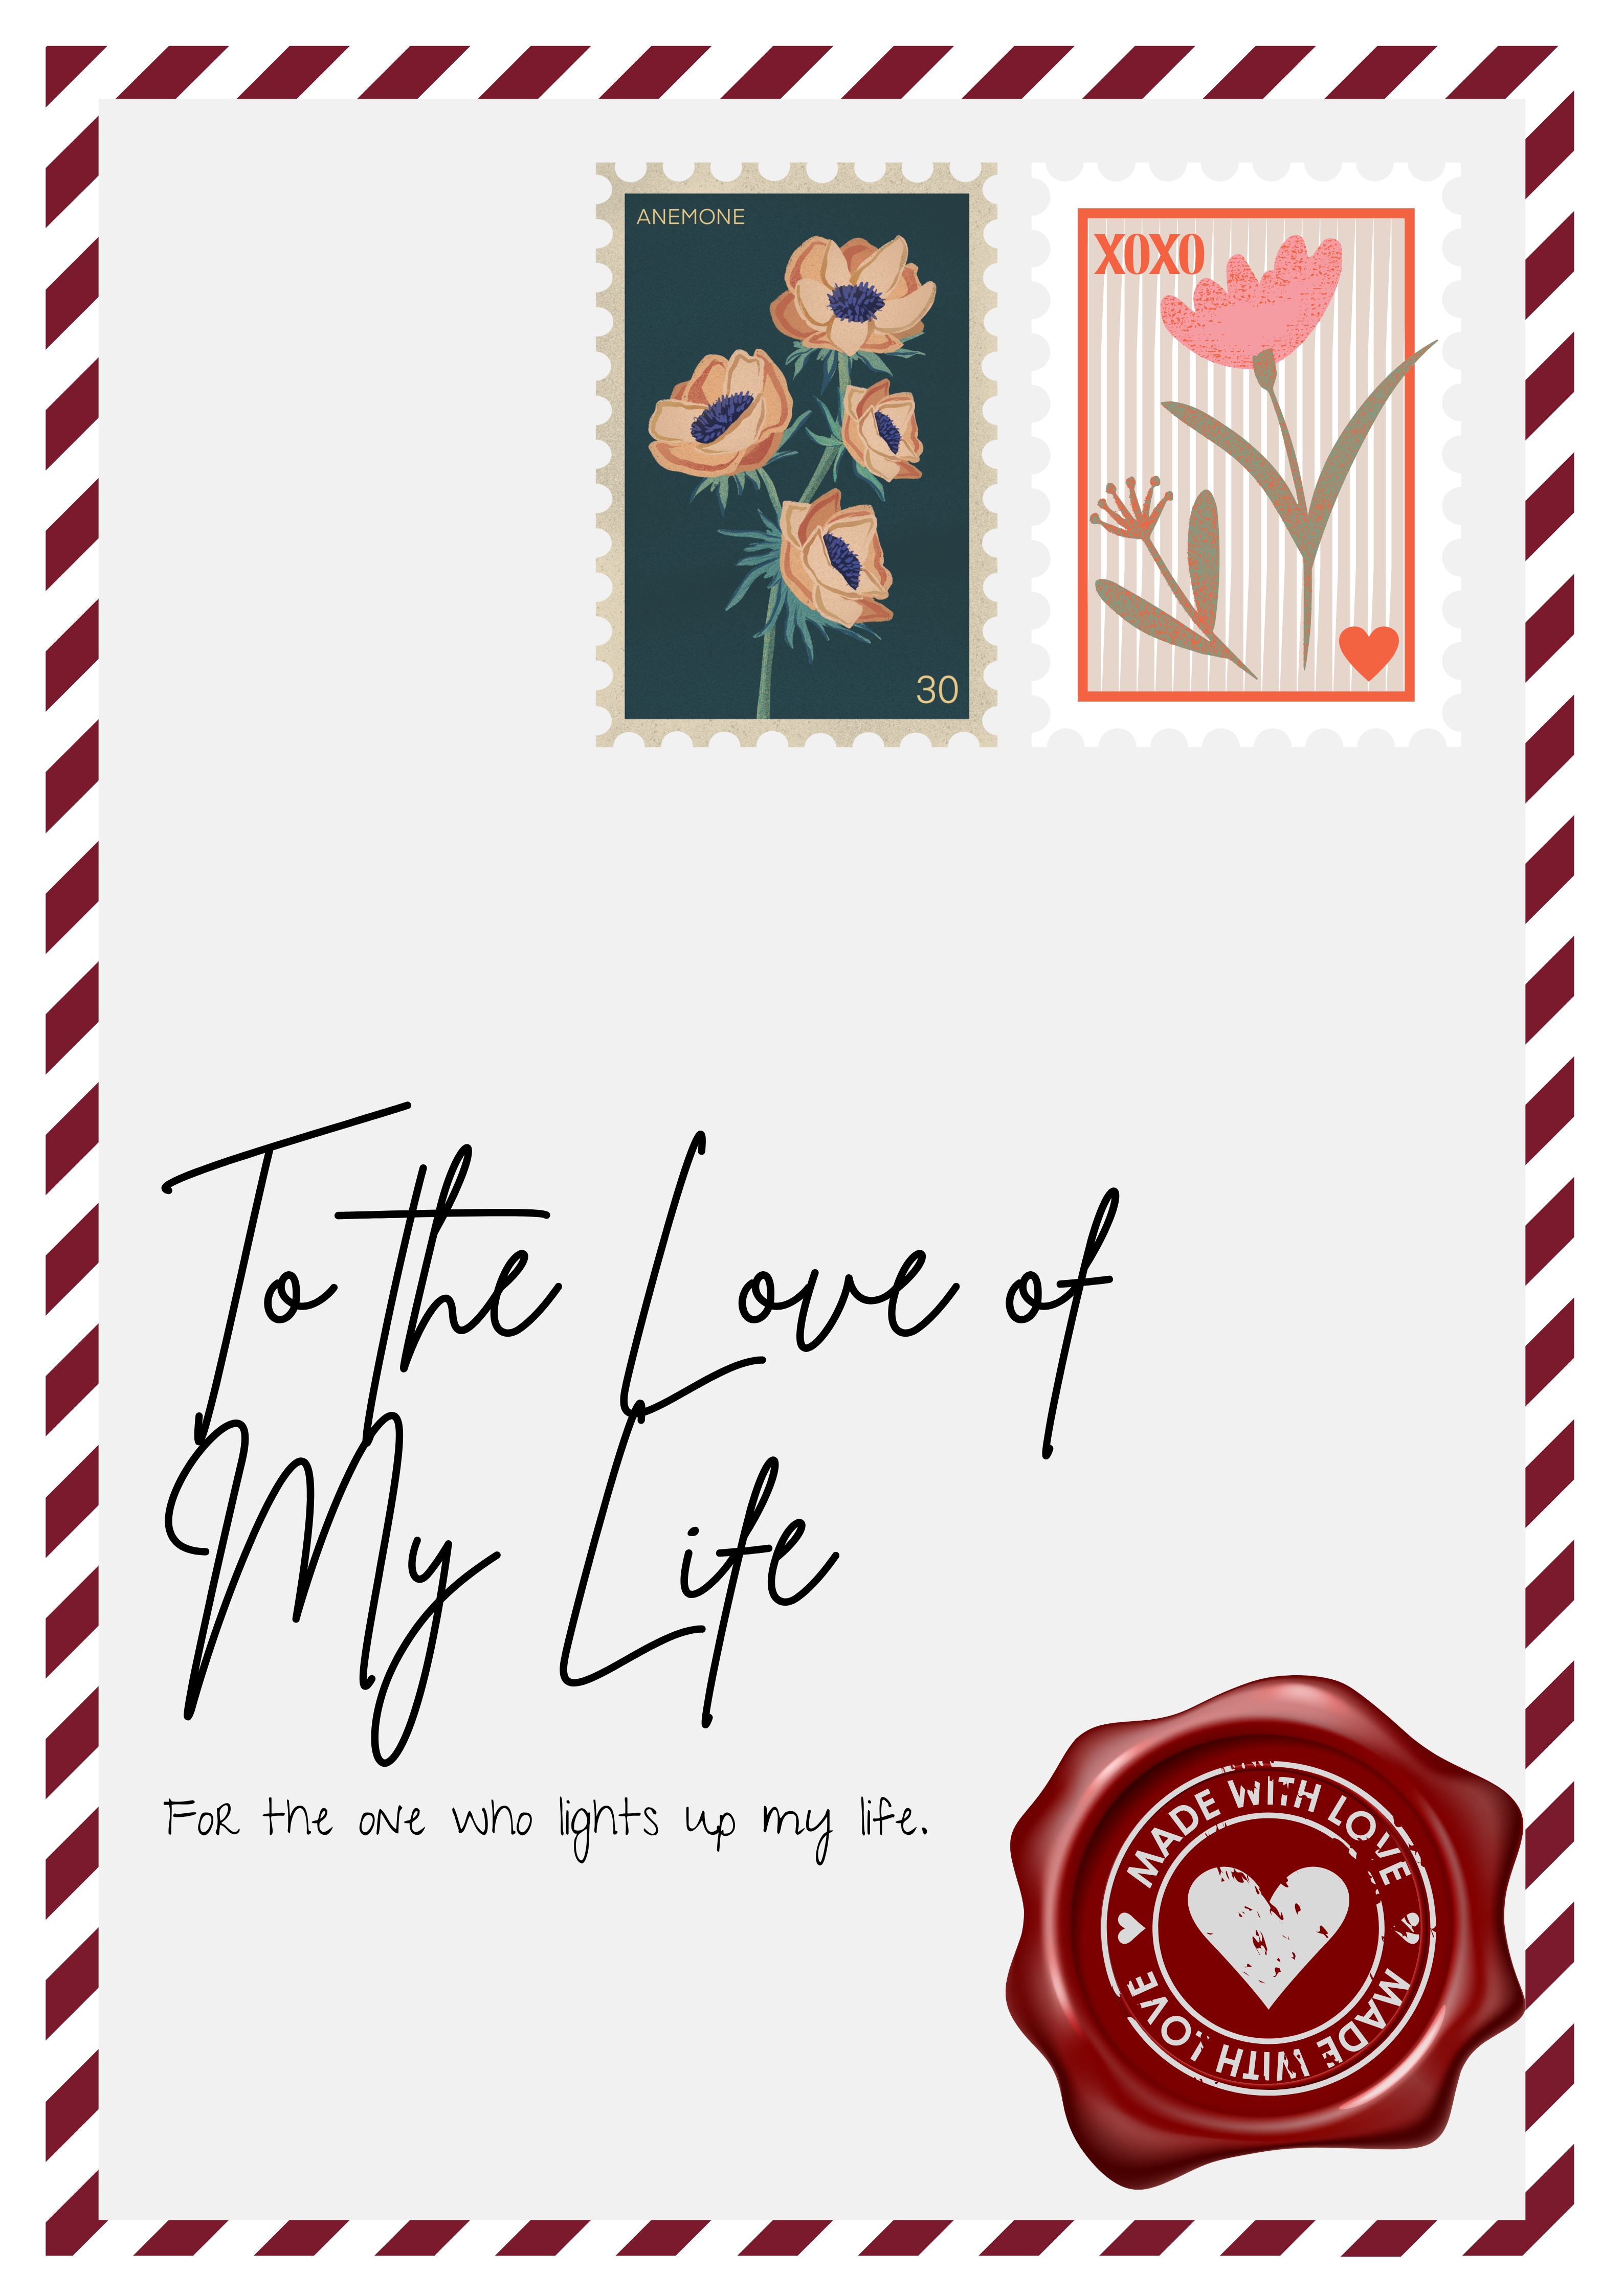 ANEMONE
30
XOXO
To the Love of
My Life
For the one who lights up my life.
MADE WITH LOVE
MADE WITH LOVE